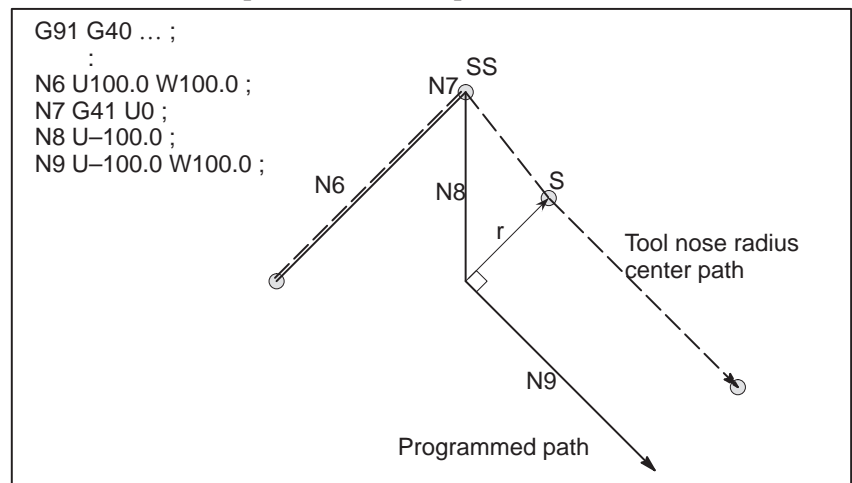 G91 G40 … ;
:
N6 U100.0 W100.0 ;
N7 G41 U0 ;
N8 U–100.0 ;
N9 U–100.0 W100.0 ;
SS
N7
N6
N8
S
r
Tool nose radius
center path
N9
Programmed path